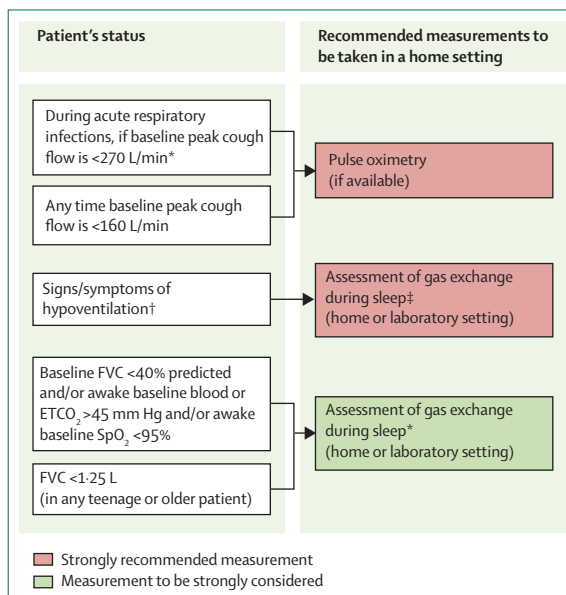 Patient's status
Recommended measurements to
be taken in a home setting
During acute respiratory
infections, if baseline peak cough
flow is <270 L/min*
Any time baseline peak cough
flow is <160 L/min
Pulse oximetry
(if available)
Signs/symptoms of
hypoventilation†
Assessment of gas exchange
during sleep‡
(home or laboratory setting)
Baseline FVC <40% predicted
and/or awake baseline blood or
ETCO₂ >45 mm Hg and/or awake
baseline SpO₂ <95%
FVC <1·25 L
(in any teenage or older patient)
Assessment of gas exchange
during sleep*
(home or laboratory setting)
Strongly recommended measurement
Measurement to be strongly considered